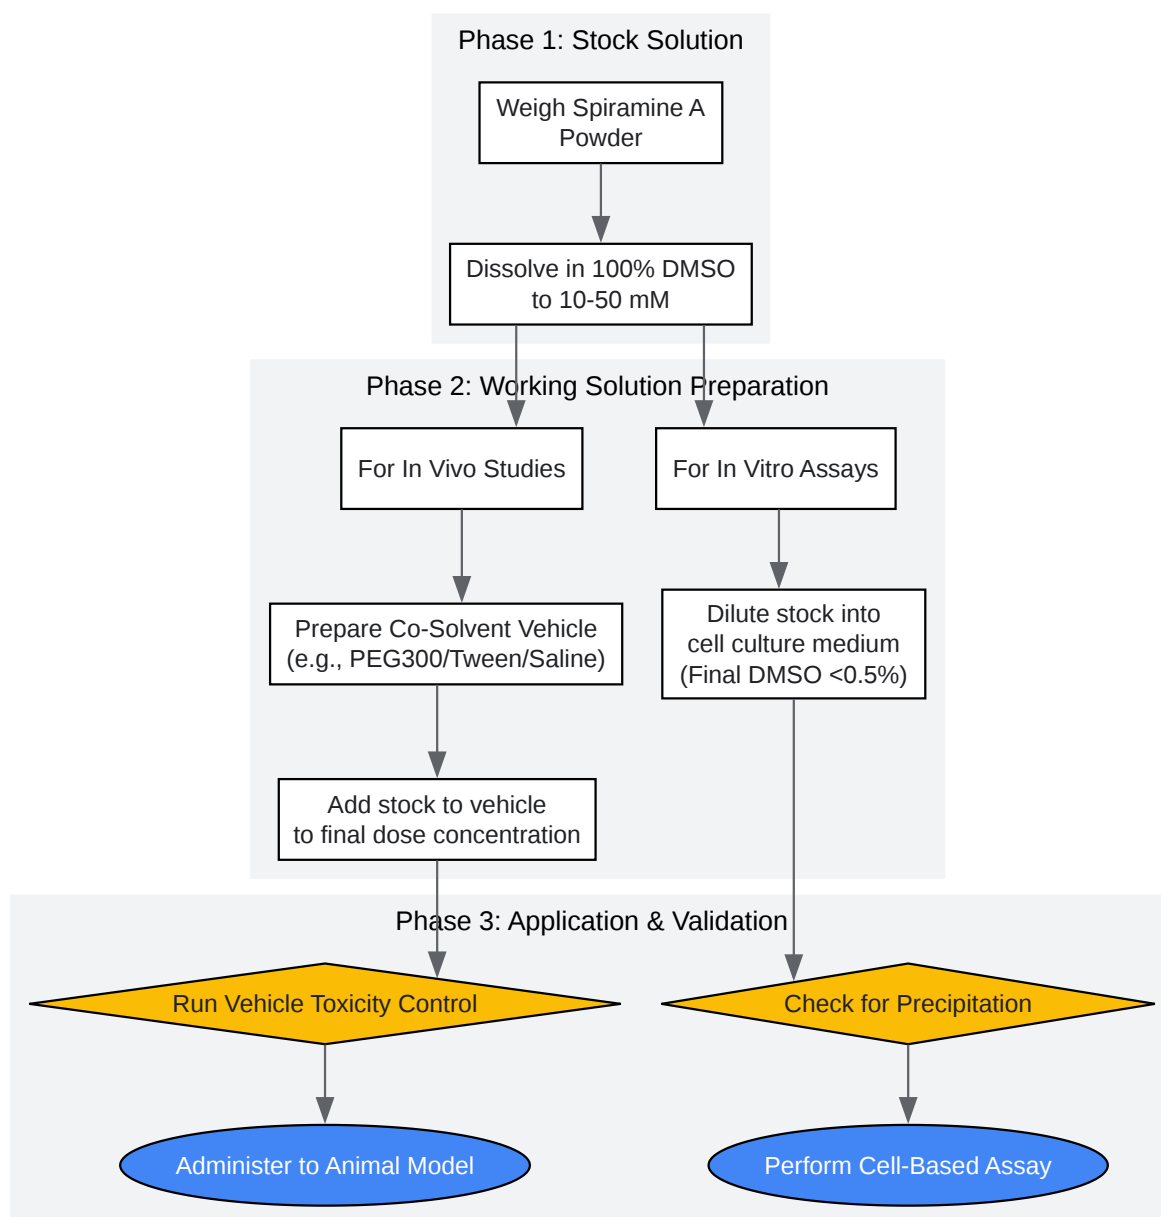 Phase 1: Stock Solution
Weigh Spiramine A
Powder
Dissolve in 100% DMSO
to 10-50 mM
Phase 2: Working Solution Preparation
For In Vivo Studies
For In Vitro Assays
Prepare Co-Solvent Vehicle
(e.g., PEG300/Tween/Saline)
Dilute stock into
cell culture medium
(Final DMSO <0.5%)
Add stock to vehicle
to final dose concentration
Phase 3: Application & Validation
Run Vehicle Toxicity Control
Check for Precipitation
Administer to Animal Model
Perform Cell-Based Assay